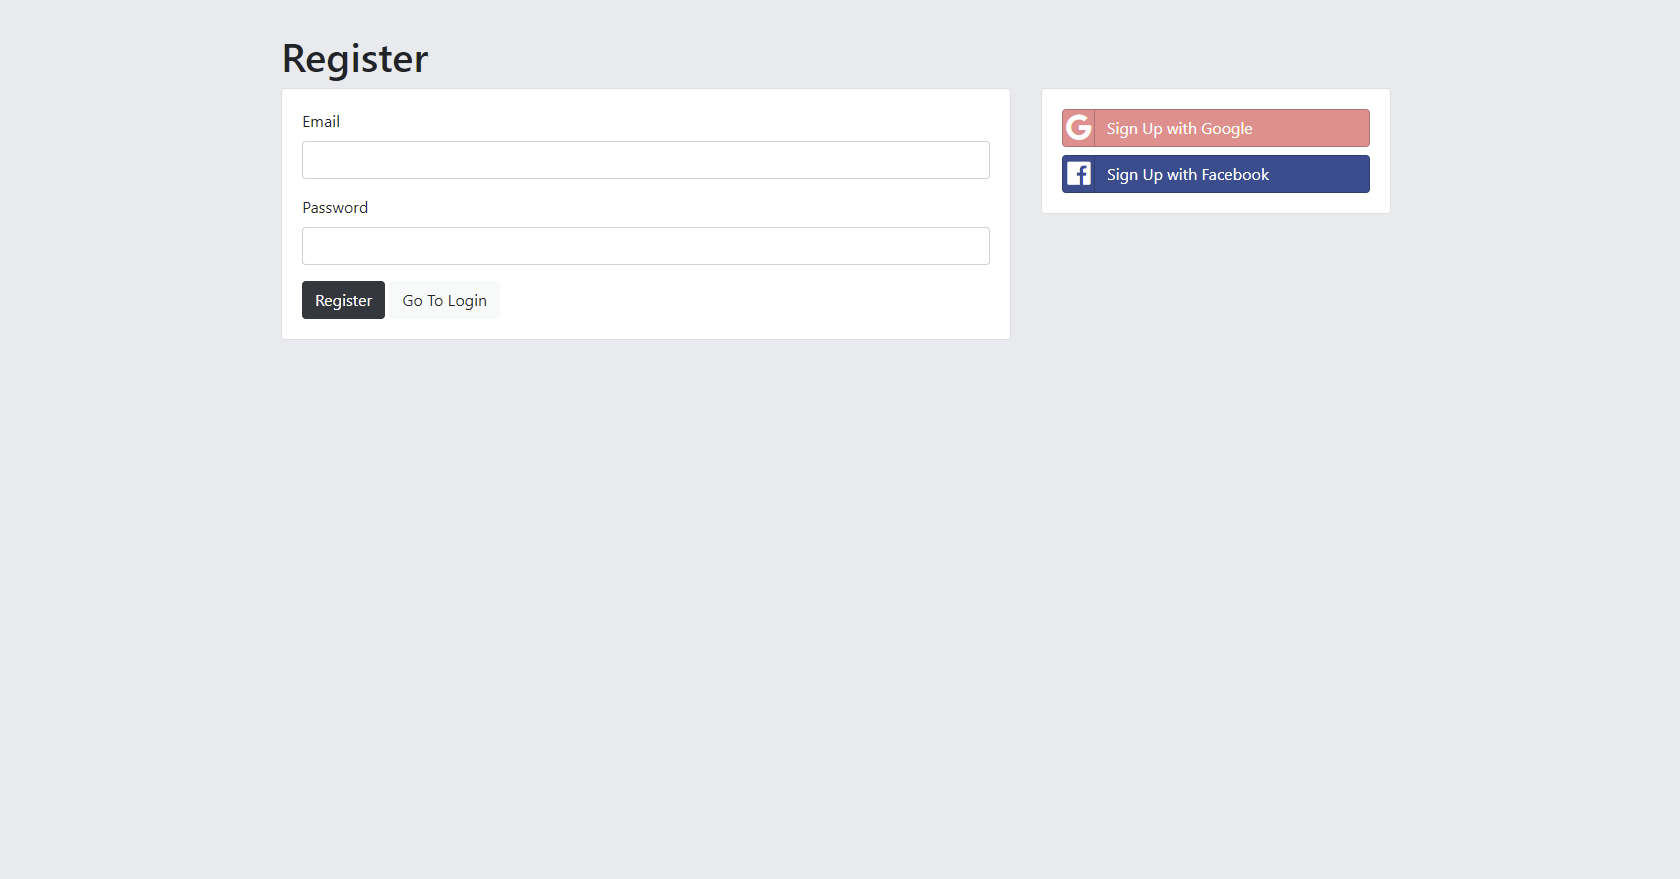 Register
Email
Password
Register
Go To Login
Sign Up with Google
Sign Up with Facebook